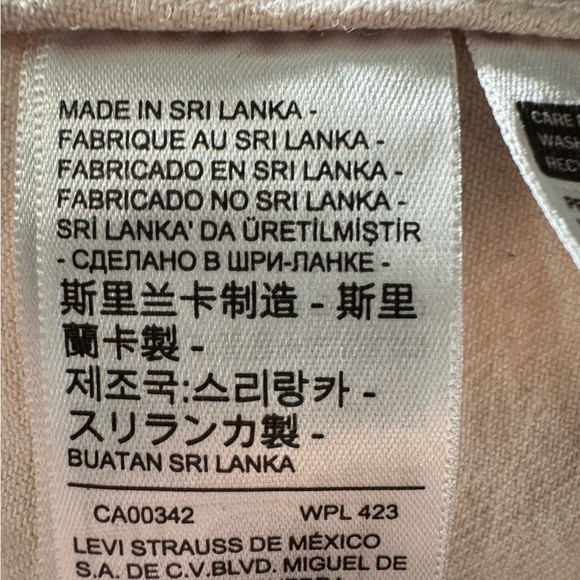 MADE IN SRI LANKA -
FABRIQUE AU SRI LANKA -
FABRICADO EN SRI LANKA -
FABRICADO NO SRI LANKA -
SRİ LANKA' DA ÜRETİLMİŞTİR
- СДЕЛАНО В ШРИ-ЛАНКЕ -
斯里兰卡制造 - 斯里
蘭卡製 -
제조국:스리랑카 -
スリランカ製 -
BUATAN SRI LANKA
CA00342 WPL 423
LEVI STRAUSS DE MÉXICO
S.A. DE C.V.BLVD. MIGUEL DE
CARE